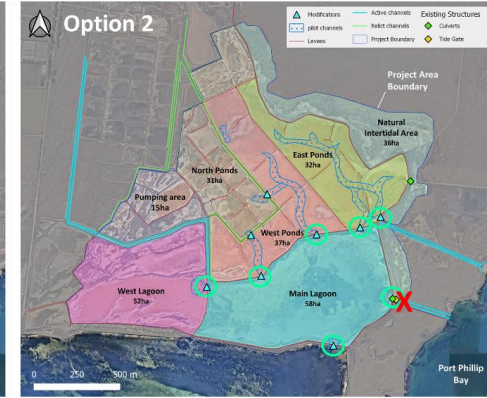 Option 2
Modifications
pilot channels
Levees
Active channels
Relict channels
Project Boundary
Existing Structures
Culverts
Tide Gate
Project Area
Boundary
Natural
Intertidal Area
36ha
East Ponds
32ha
North Ponds
31ha
Pumping area
15ha
West Ponds
37ha
West Lagoon
52ha
Main Lagoon
58ha
X
Port Phillip
Bay
0 250 500 m